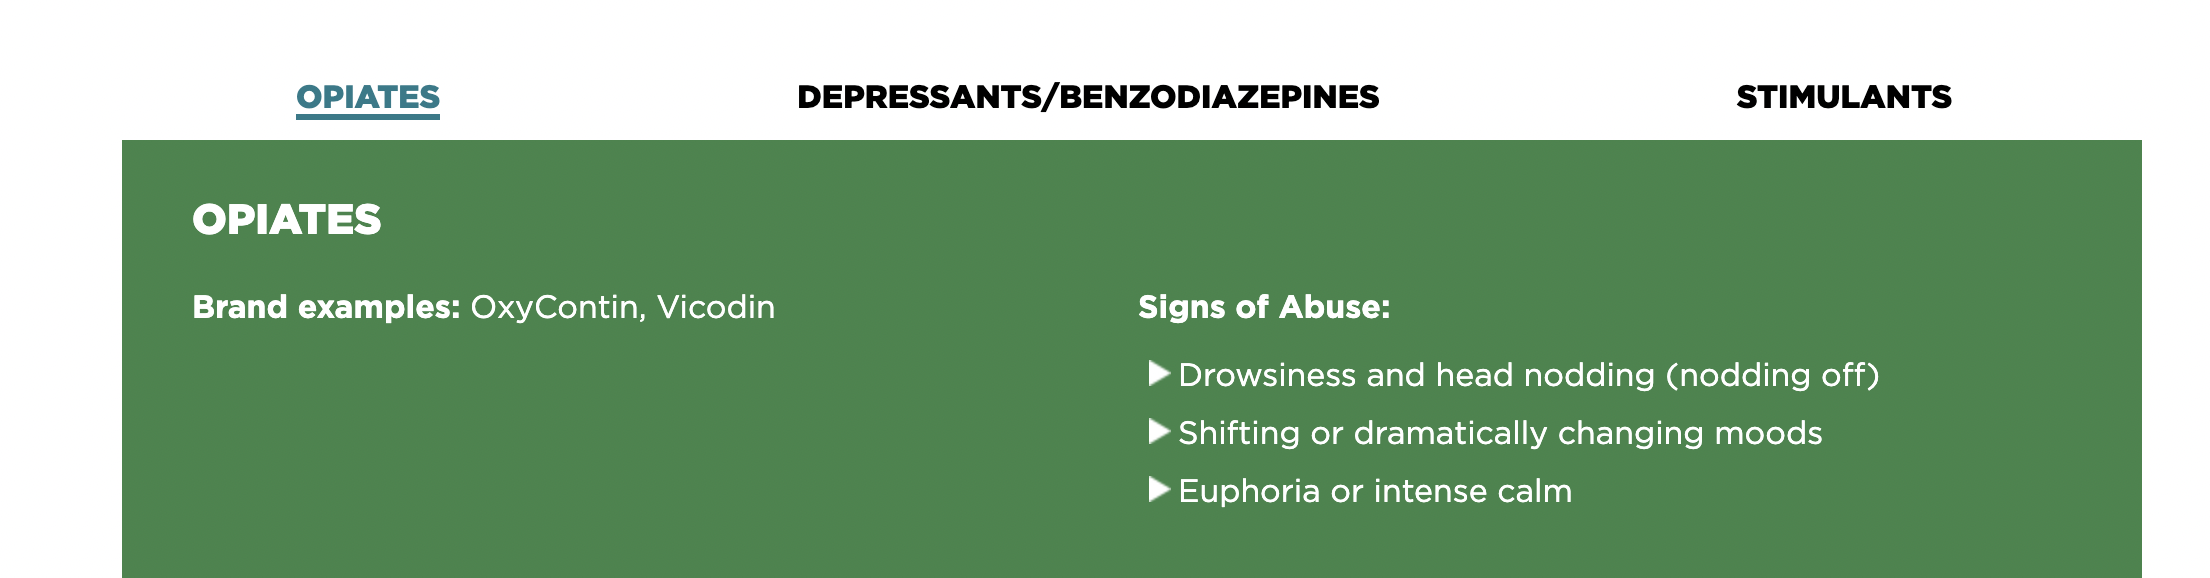 OPIATES
DEPRESSANTS/BENZODIAZEPINES
STIMULANTS
OPIATES
Brand examples: OxyContin, Vicodin
Signs of Abuse:
Drowsiness and head nodding (nodding off)
Shifting or dramatically changing moods
Euphoria or intense calm